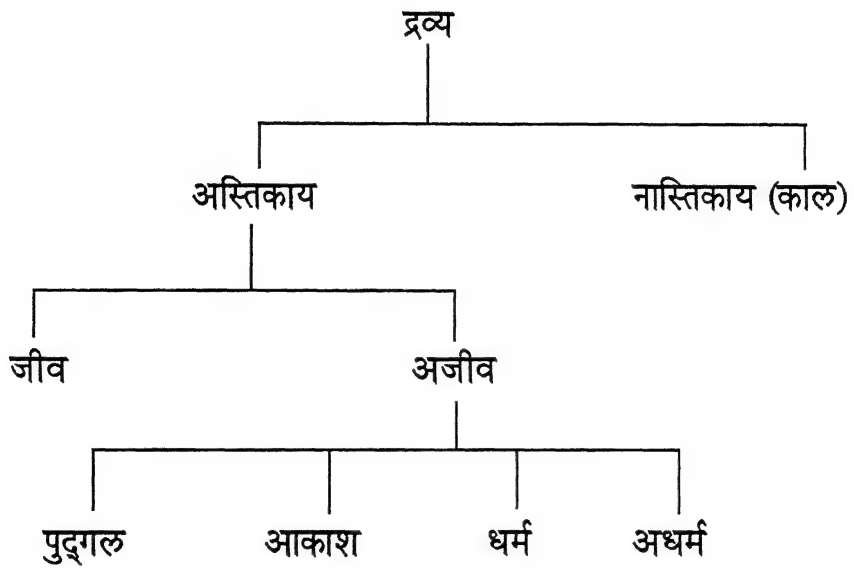 द्रव्य
अस्तिकाय नास्तिकाय (काल)
जीव अजीव
पुद्‌गल आकाश धर्म अधर्म